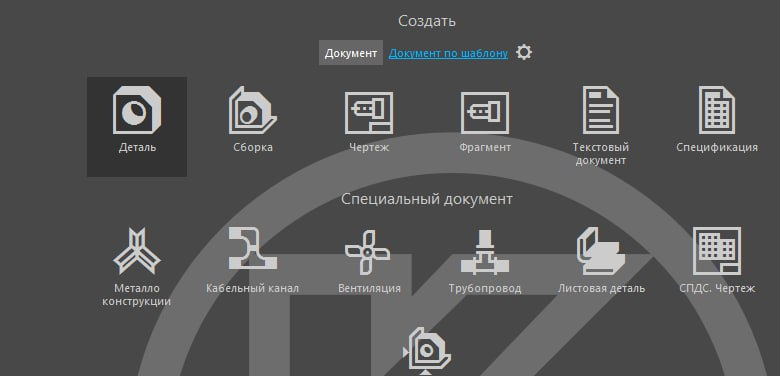 Создать
Документ Документ по шаблону
Деталь Сборка Чертеж Фрагмент Текстовый документ Спецификация
Специальный документ
Металло конструкции Кабельный канал Вентиляция Трубопровод Листовая деталь СПДС. Чертеж